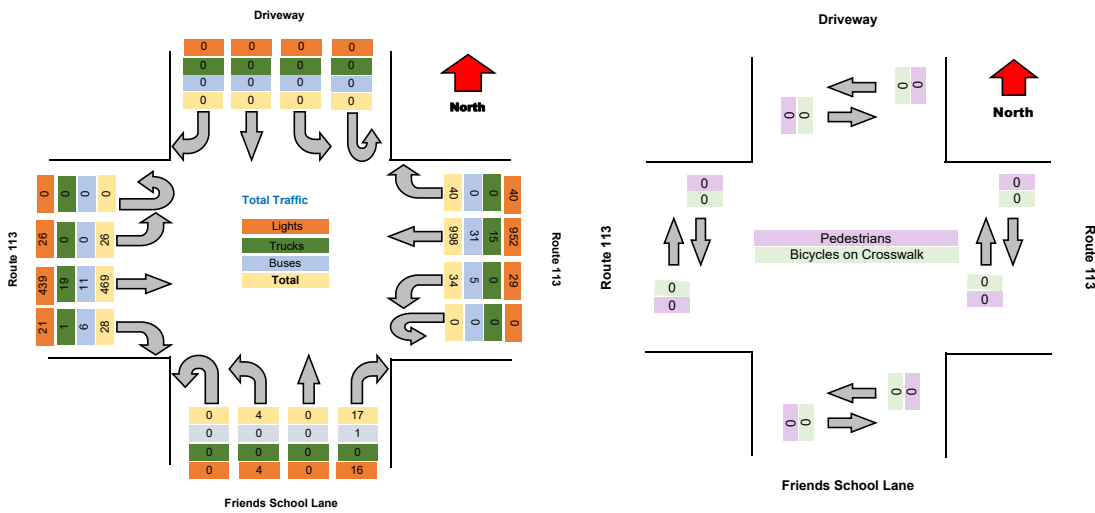 Driveway
0 0 0 0
0 0 0 0
0 0 0 0
0 0 0 0
North
0 0 0 0
26 0 0 26
439 19 11 469
21 1 6 28
Route 113
Total Traffic
Lights
Trucks
Buses
Total
40 0 0 40
998 31 15 952
34 5 0 29
0 0 0 0
Route 113
0 4 0 17
0 0 0 1
0 0 0 0
0 4 0 16
Friends School Lane
Driveway
0 0
0 0
North
0
0
0
0
Route 113
Pedestrians
Bicycles on Crosswalk
0
0
0
0
Route 113
0 0
0 0
Friends School Lane